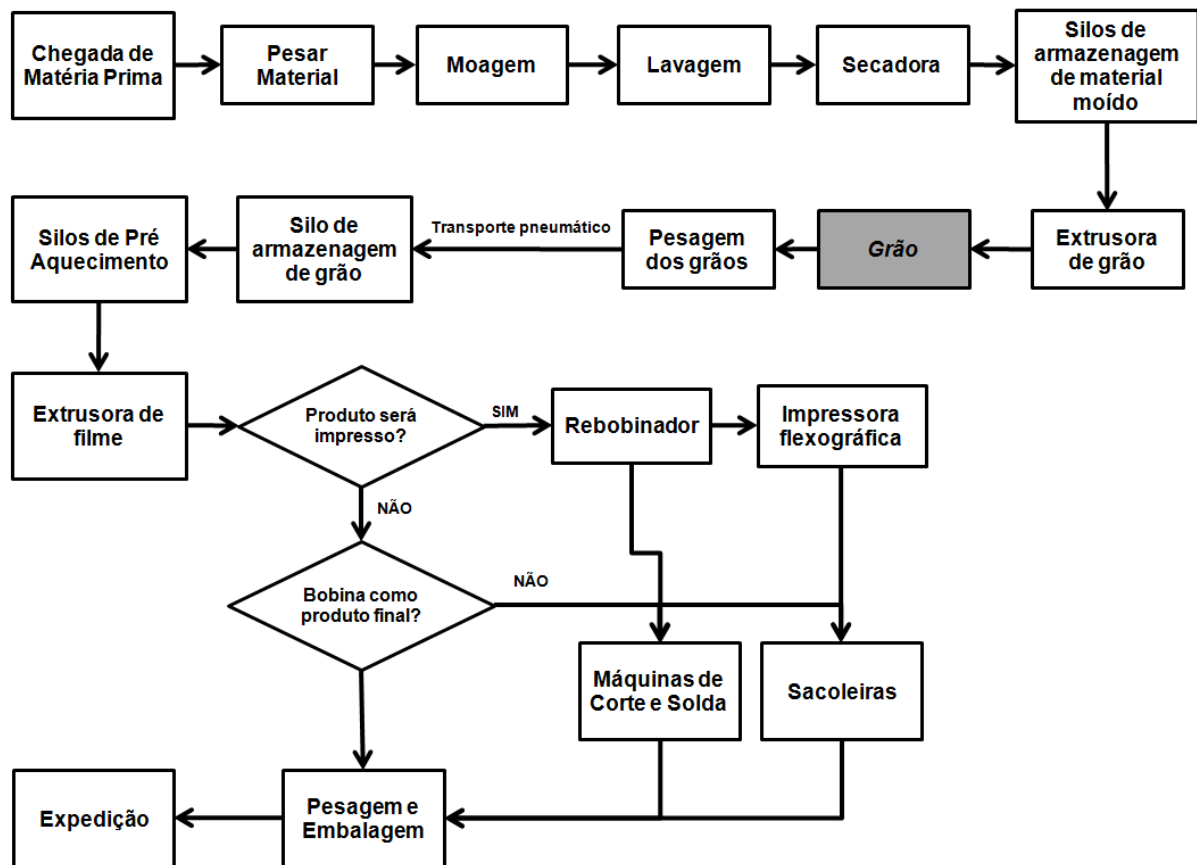 Chegada de
Matéria Prima
Pesar
Material
Moagem
Lavagem
Secadora
Silos de
armazenagem
de material
moído
Silos de Pré
Aquecimento
Silo de
armazenagem
de grão
Transporte pneumático
Pesagem
dos grãos
Grão
Extrusora
de grão
Extrusora de
filme
Produto será
impresso?
SIM
Rebobinador
Impressora
flexográfica
NÃO
Bobina como
produto final?
NÃO
Máquinas de
Corte e Solda
Sacoleiras
Expedição
Pesagem e
Embalagem